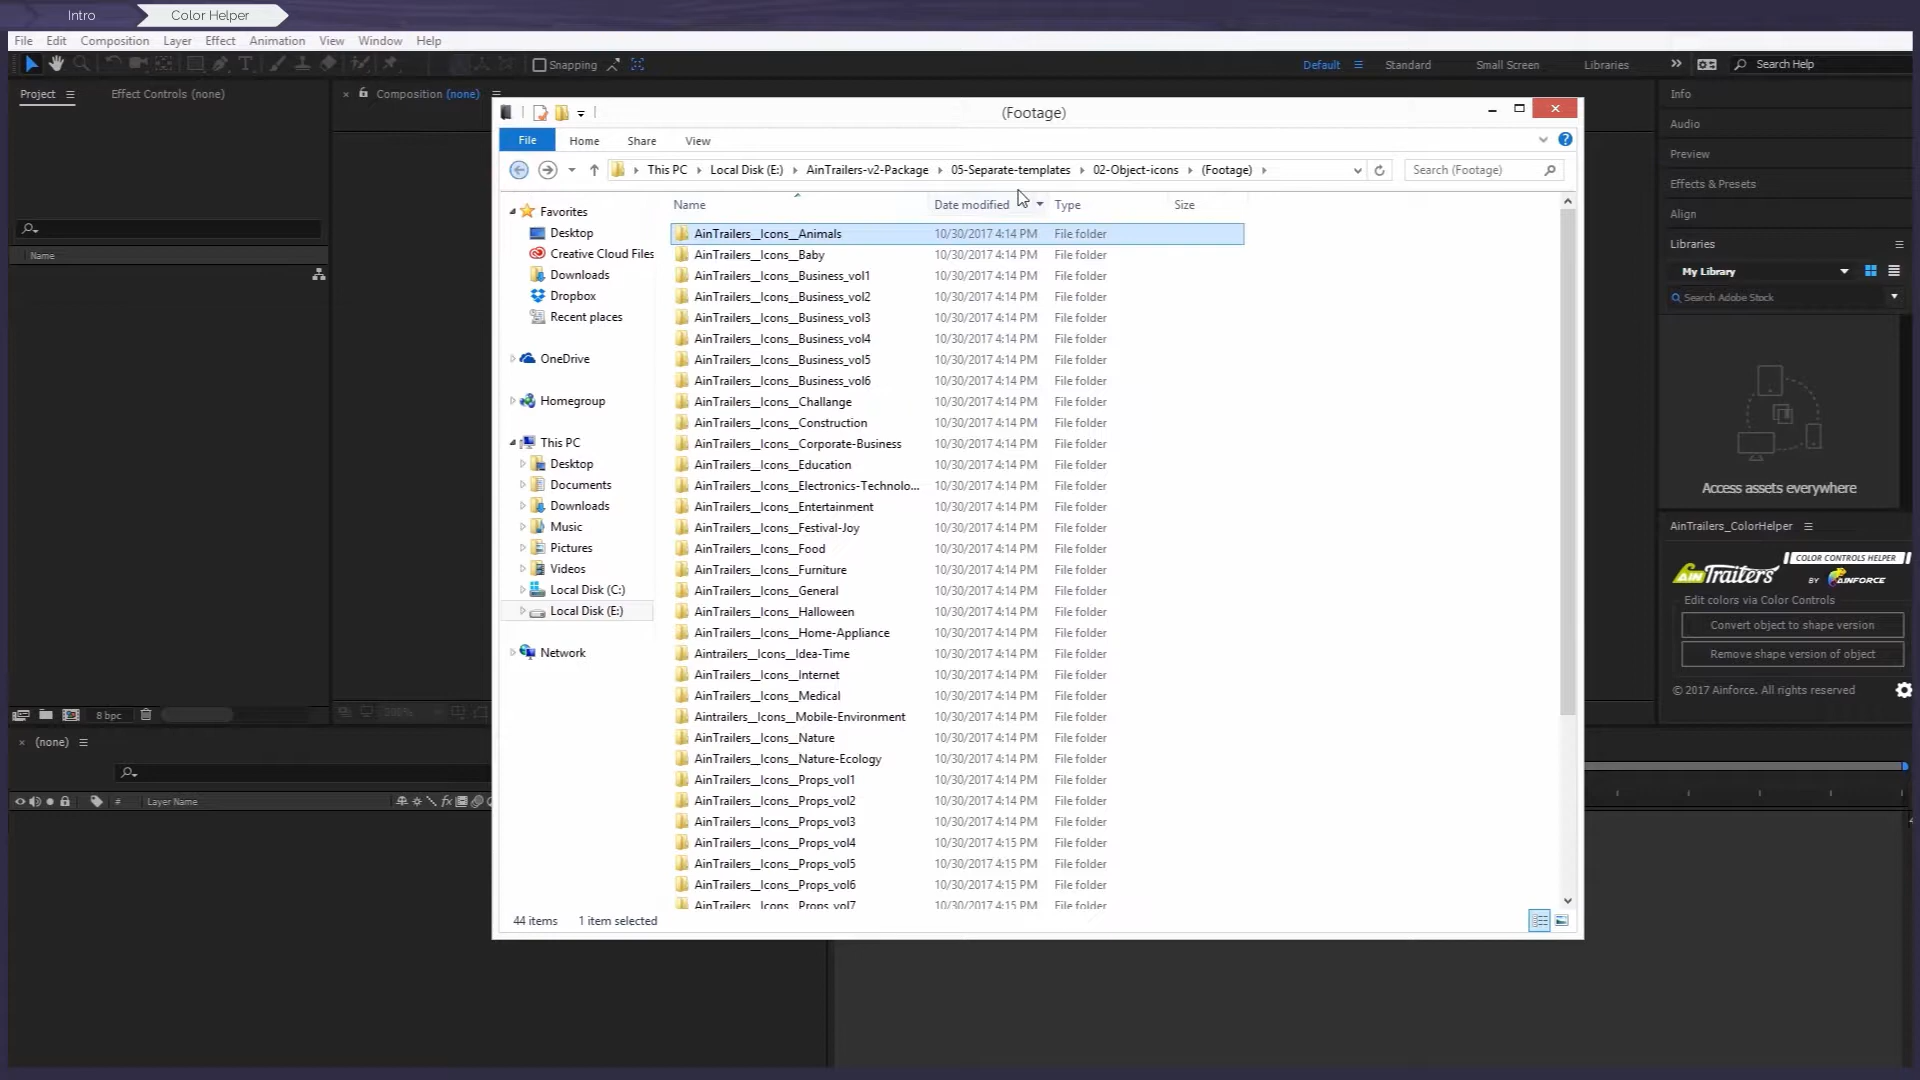 Intro
Color Helper
File Edit Composition Layer Effect Animation View Window Help
Snapping
Default Standard Small Screen Libraries Search Help
Project Effect Controls (none)
Composition (none)
Name
8 bpc
200%
(none)
# Layer Name
(Footage)
File Home Share View
This PC Local Disk (E:) AinTrailers-v2-Package 05-Separate-templates 02-Object-icons (Footage)
Search (Footage)
Name Date modified Type Size
Favorites
Desktop
Creative Cloud Files
Downloads
Dropbox
Recent places
OneDrive
Homegroup
This PC
Desktop
Documents
Downloads
Music
Pictures
Videos
Local Disk (C:)
Local Disk (E:)
Network
AinTrailers__Icons__Animals 10/30/2017 4:14 PM File folder
AinTrailers__Icons__Baby 10/30/2017 4:14 PM File folder
AinTrailers__Icons__Business_vol1 10/30/2017 4:14 PM File folder
AinTrailers__Icons__Business_vol2 10/30/2017 4:14 PM File folder
AinTrailers__Icons__Business_vol3 10/30/2017 4:14 PM File folder
AinTrailers__Icons__Business_vol4 10/30/2017 4:14 PM File folder
AinTrailers__Icons__Business_vol5 10/30/2017 4:14 PM File folder
AinTrailers__Icons__Business_vol6 10/30/2017 4:14 PM File folder
AinTrailers__Icons__Challange 10/30/2017 4:14 PM File folder
AinTrailers__Icons__Construction 10/30/2017 4:14 PM File folder
AinTrailers__Icons__Corporate-Business 10/30/2017 4:14 PM File folder
AinTrailers__Icons__Education 10/30/2017 4:14 PM File folder
AinTrailers__Icons__Electronics-Technolo... 10/30/2017 4:14 PM File folder
AinTrailers__Icons__Entertainment 10/30/2017 4:14 PM File folder
AinTrailers__Icons__Festival-Joy 10/30/2017 4:14 PM File folder
AinTrailers__Icons__Food 10/30/2017 4:14 PM File folder
AinTrailers__Icons__Furniture 10/30/2017 4:14 PM File folder
AinTrailers__Icons__General 10/30/2017 4:14 PM File folder
AinTrailers__Icons__Halloween 10/30/2017 4:14 PM File folder
AinTrailers__Icons__Home-Appliance 10/30/2017 4:14 PM File folder
Aintrailers__Icons__Idea-Time 10/30/2017 4:14 PM File folder
AinTrailers__Icons__Internet 10/30/2017 4:14 PM File folder
AinTrailers__Icons__Medical 10/30/2017 4:14 PM File folder
Aintrailers__Icons__Mobile-Environment 10/30/2017 4:14 PM File folder
AinTrailers__Icons__Nature 10/30/2017 4:14 PM File folder
AinTrailers__Icons__Nature-Ecology 10/30/2017 4:14 PM File folder
AinTrailers__Icons__Props_vol1 10/30/2017 4:14 PM File folder
AinTrailers__Icons__Props_vol2 10/30/2017 4:14 PM File folder
AinTrailers__Icons__Props_vol3 10/30/2017 4:14 PM File folder
AinTrailers__Icons__Props_vol4 10/30/2017 4:15 PM File folder
AinTrailers__Icons__Props_vol5 10/30/2017 4:15 PM File folder
AinTrailers__Icons__Props_vol6 10/30/2017 4:15 PM File folder
AinTrailers__Icons__Props_vol7 10/30/2017 4:15 PM File folder
44 items 1 item selected
Info
Audio
Preview
Effects & Presets
Align
Libraries
My Library
Search Adobe Stock
Access assets everywhere
AinTrailers_ColorHelper
AinTrailers COLOR CONTROLS HELPER
BY AINFORCE
Edit colors via Color Controls
Convert object to shape version
Remove shape version of object
© 2017 Ainforce. All rights reserved